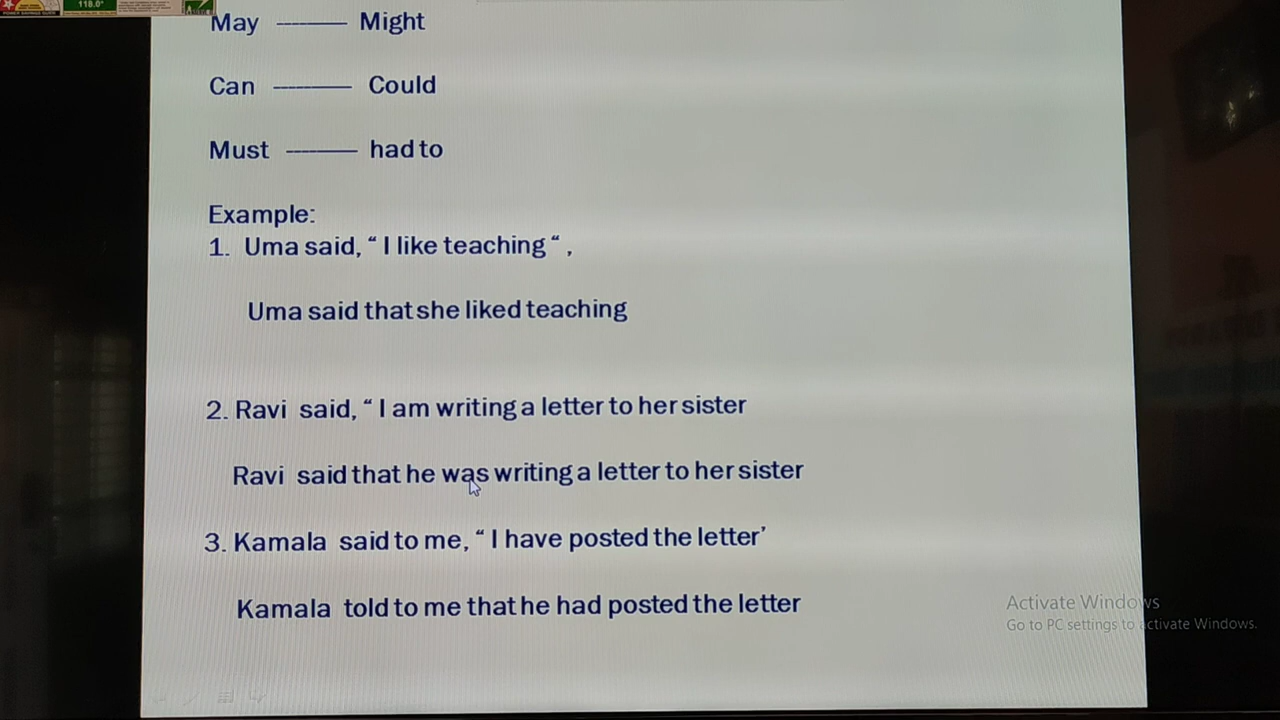 118.0°
May ——— Might
Can ——— Could
Must ——— had to
Example:
1. Uma said, “ I like teaching “ ,
Uma said that she liked teaching
2. Ravi said, “ I am writing a letter to her sister
Ravi said that he was writing a letter to her sister
3. Kamala said to me, “ I have posted the letter’
Kamala told to me that he had posted the letter
Activate Windows
Go to PC settings to activate Windows.